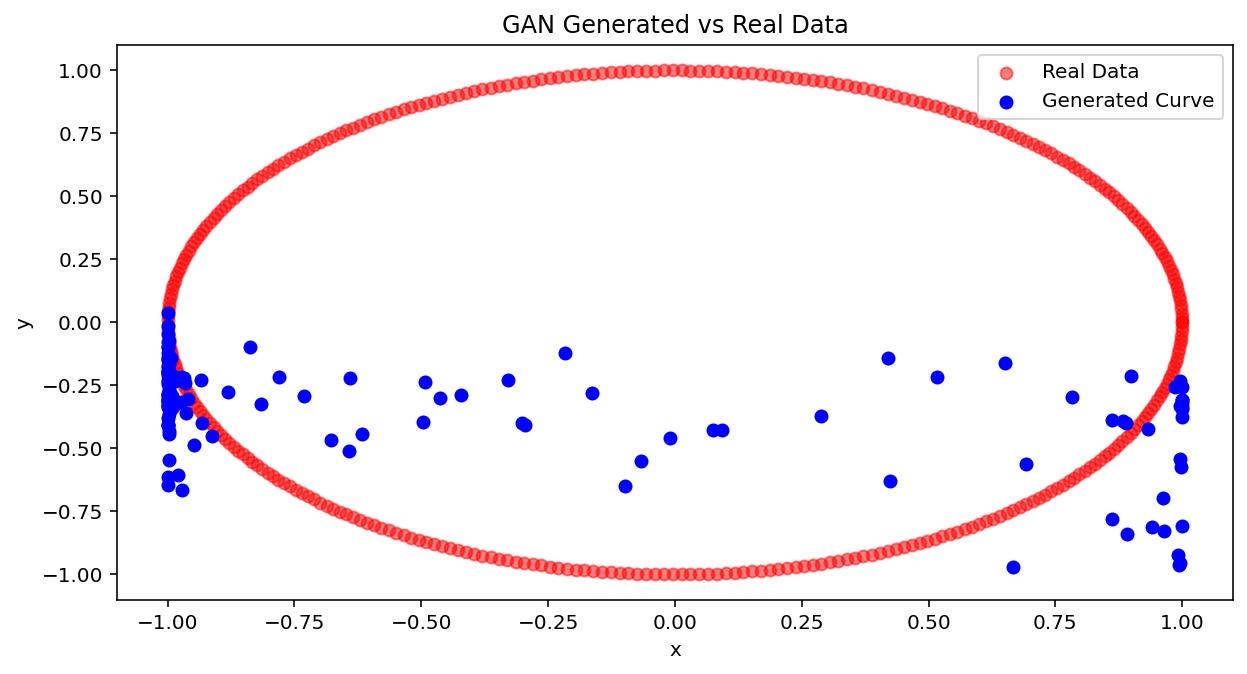 GAN Generated vs Real Data
Real Data
Generated Curve
1.00
0.75
0.50
0.25
0.00
−0.25
−0.50
−0.75
−1.00
y
−1.00 −0.75 −0.50 −0.25 0.00 0.25 0.50 0.75 1.00
x